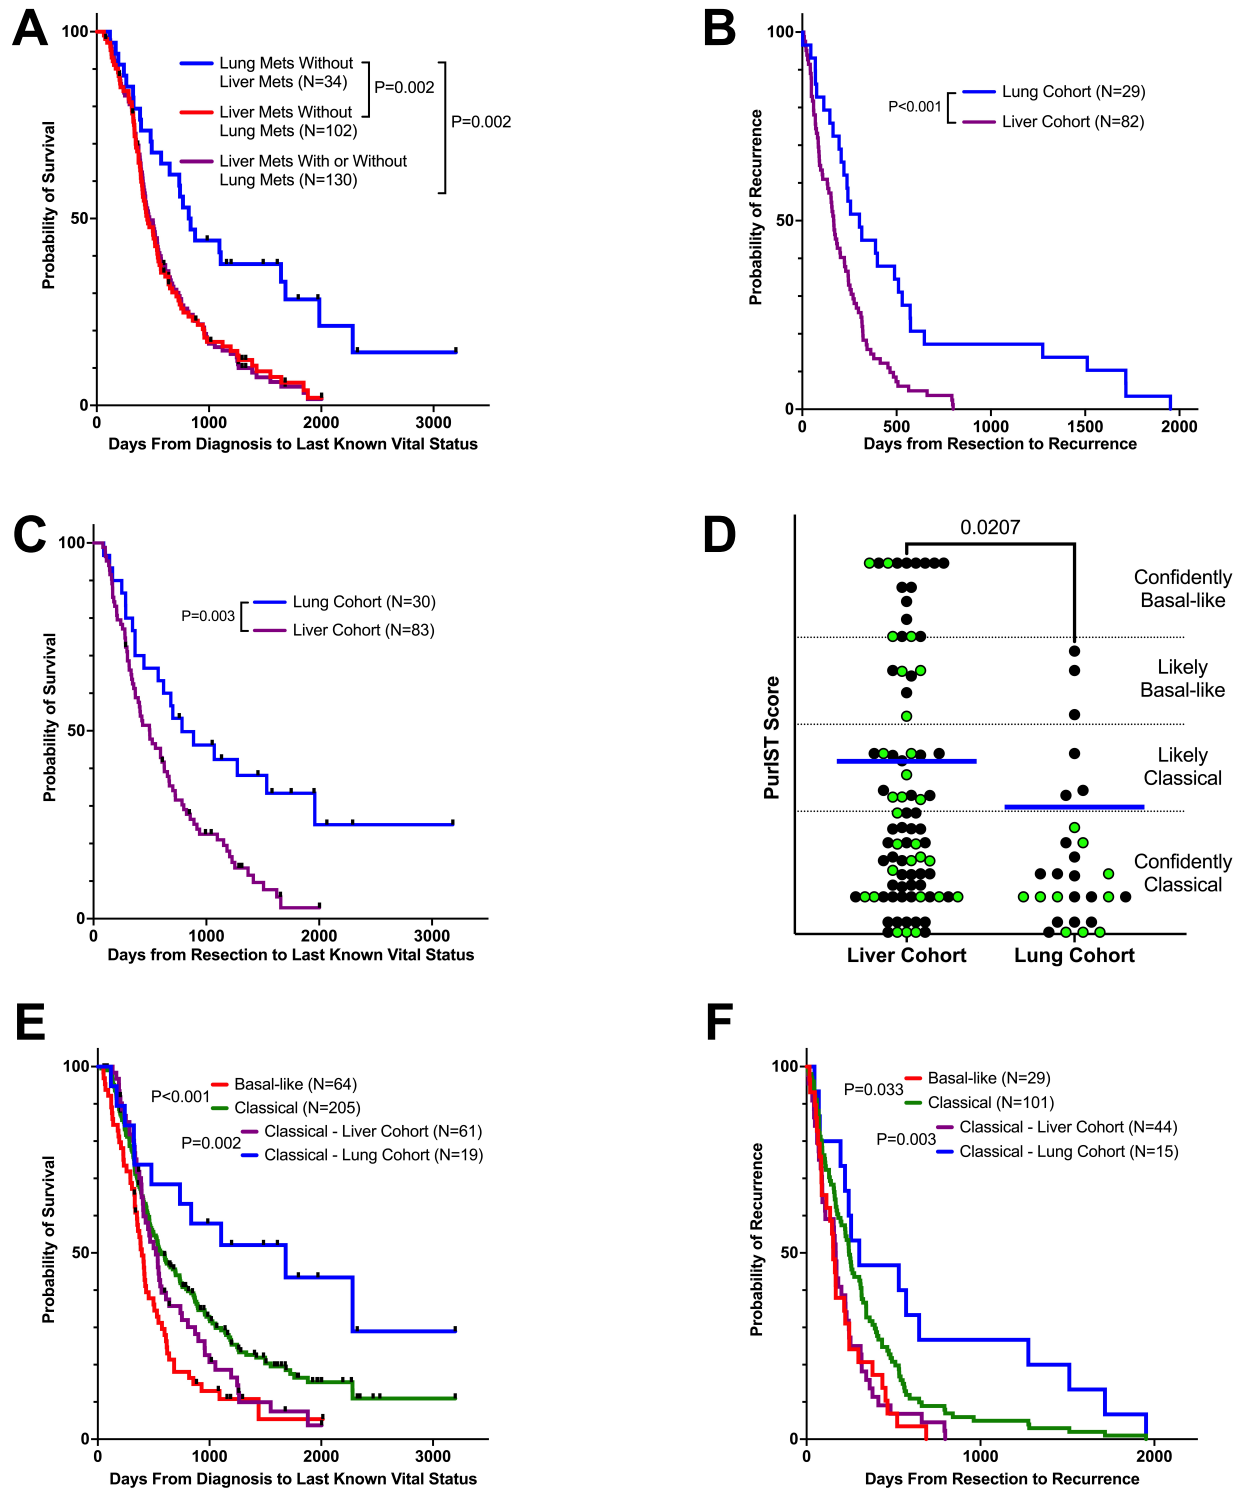 A
Probability of Survival
100
50
0
0 1000 2000 3000
Days From Diagnosis to Last Known Vital Status
Lung Mets Without
Liver Mets (N=34)
Liver Mets Without
Lung Mets (N=102)
Liver Mets With or Without
Lung Mets (N=130)
P=0.002
P=0.002
B
Probability of Recurrence
100
50
0
0 500 1000 1500 2000
Days from Resection to Recurrence
P<0.001
Lung Cohort (N=29)
Liver Cohort (N=82)
C
Probability of Survival
100
50
0
0 1000 2000 3000
Days from Resection to Last Known Vital Status
P=0.003
Lung Cohort (N=30)
Liver Cohort (N=83)
D
PurIST Score
0.0207
Confidently
Basal-like
Likely
Basal-like
Likely
Classical
Confidently
Classical
Liver Cohort Lung Cohort
E
Probability of Survival
100
50
0
0 1000 2000 3000
Days From Diagnosis to Last Known Vital Status
P<0.001
Basal-like (N=64)
Classical (N=205)
P=0.002
Classical - Liver Cohort (N=61)
Classical - Lung Cohort (N=19)
F
Probability of Recurrence
100
50
0
0 1000 2000
Days From Resection to Recurrence
P=0.033
Basal-like (N=29)
Classical (N=101)
P=0.003
Classical - Liver Cohort (N=44)
Classical - Lung Cohort (N=15)